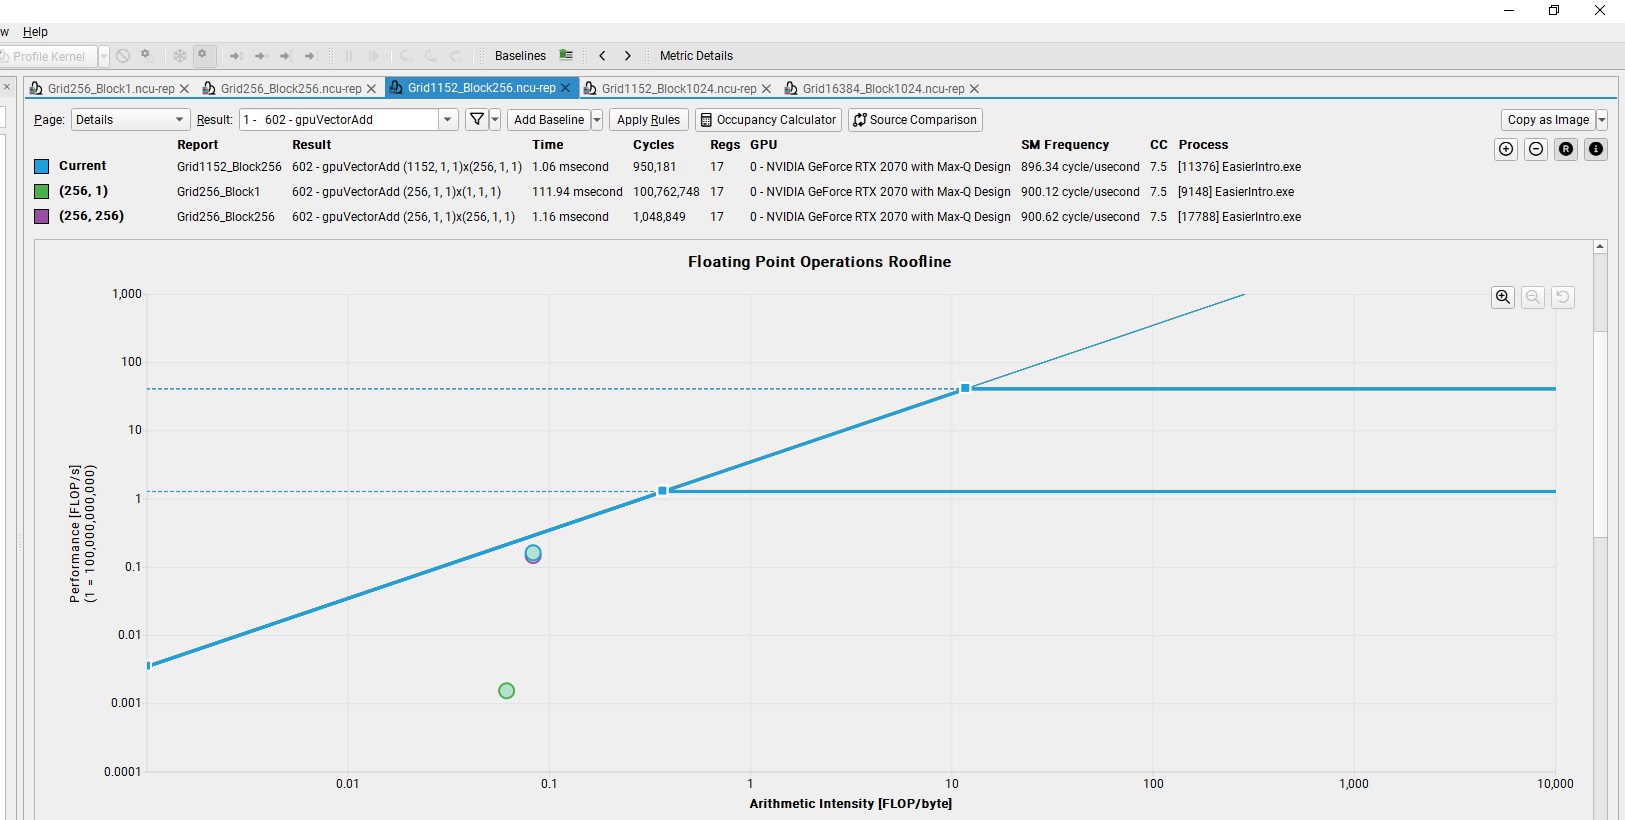 w Help
Profile Kernel Baselines Metric Details
Grid256_Block1.ncu-rep Grid256_Block256.ncu-rep Grid1152_Block256.ncu-rep Grid1152_Block1024.ncu-rep Grid16384_Block1024.ncu-rep
Page: Details Result: 1 - 602 - gpuVectorAdd Add Baseline Apply Rules Occupancy Calculator Source Comparison Copy as Image
Report Result Time Cycles Regs GPU SM Frequency CC Process
Current Grid1152_Block256 602 - gpuVectorAdd (1152, 1, 1)x(256, 1, 1) 1.06 msecond 950,181 17 0 - NVIDIA GeForce RTX 2070 with Max-Q Design 896.34 cycle/usecond 7.5 [11376] EasierIntro.exe
(256, 1) Grid256_Block1 602 - gpuVectorAdd (256, 1, 1)x(1, 1, 1) 111.94 msecond 100,762,748 17 0 - NVIDIA GeForce RTX 2070 with Max-Q Design 900.12 cycle/usecond 7.5 [9148] EasierIntro.exe
(256, 256) Grid256_Block256 602 - gpuVectorAdd (256, 1, 1)x(256, 1, 1) 1.16 msecond 1,048,849 17 0 - NVIDIA GeForce RTX 2070 with Max-Q Design 900.62 cycle/usecond 7.5 [17788] EasierIntro.exe
Floating Point Operations Roofline
1,000
100
10
1
0.1
0.01
0.001
0.0001
Performance [FLOP/s]
(1 = 100,000,000,000)
0.01 0.1 1 10 100 1,000 10,000
Arithmetic Intensity [FLOP/byte]